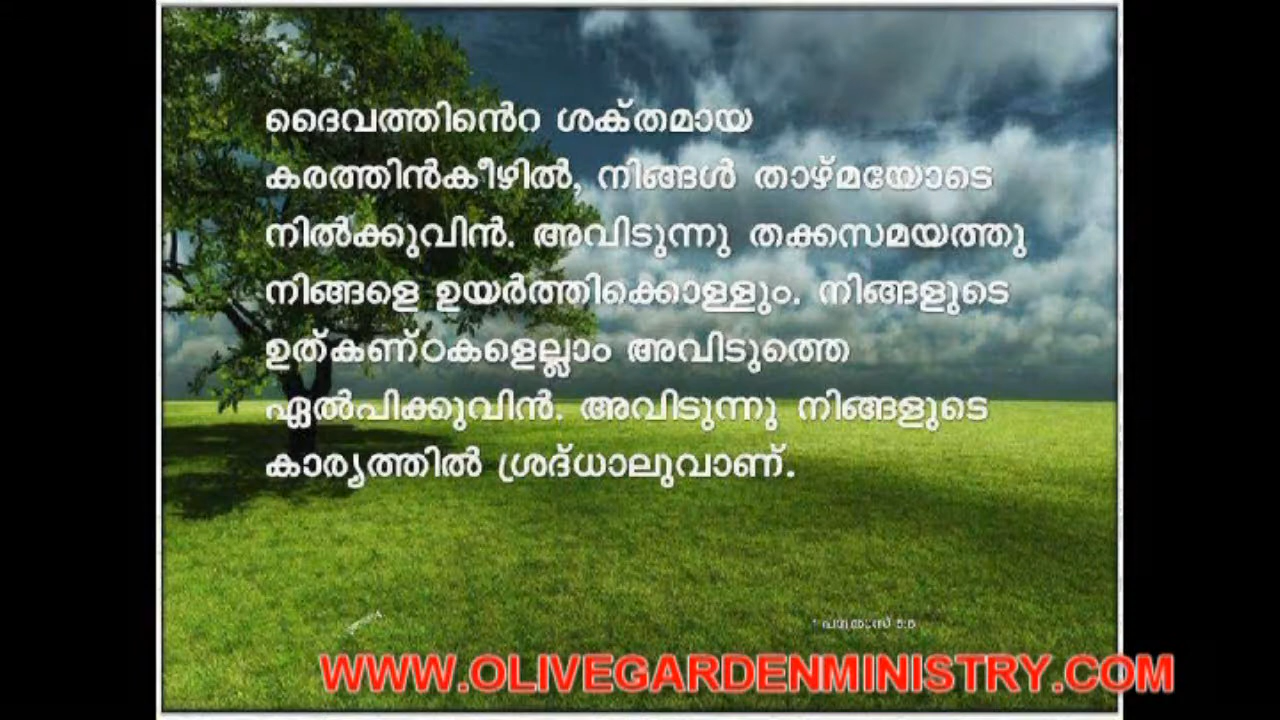 ദൈവത്തിൻെറ ശക്തമായ
കരത്തിൻകീഴിൽ, നിങ്ങൾ താഴ്മയോടെ
നിൽക്കുവിൻ. അവിടുന്നു തക്കസമയത്തു
നിങ്ങളെ ഉയർത്തിക്കൊള്ളും. നിങ്ങളുടെ
ഉത്കണ്ഠകളെല്ലാം അവിടുത്തെ
ഏൽപിക്കുവിൻ. അവിടുന്നു നിങ്ങളുടെ
കാര്യത്തിൽ ശ്രദ്ധാലുവാണ്.
WWW.OLIVEGARDENMINISTRY.COM